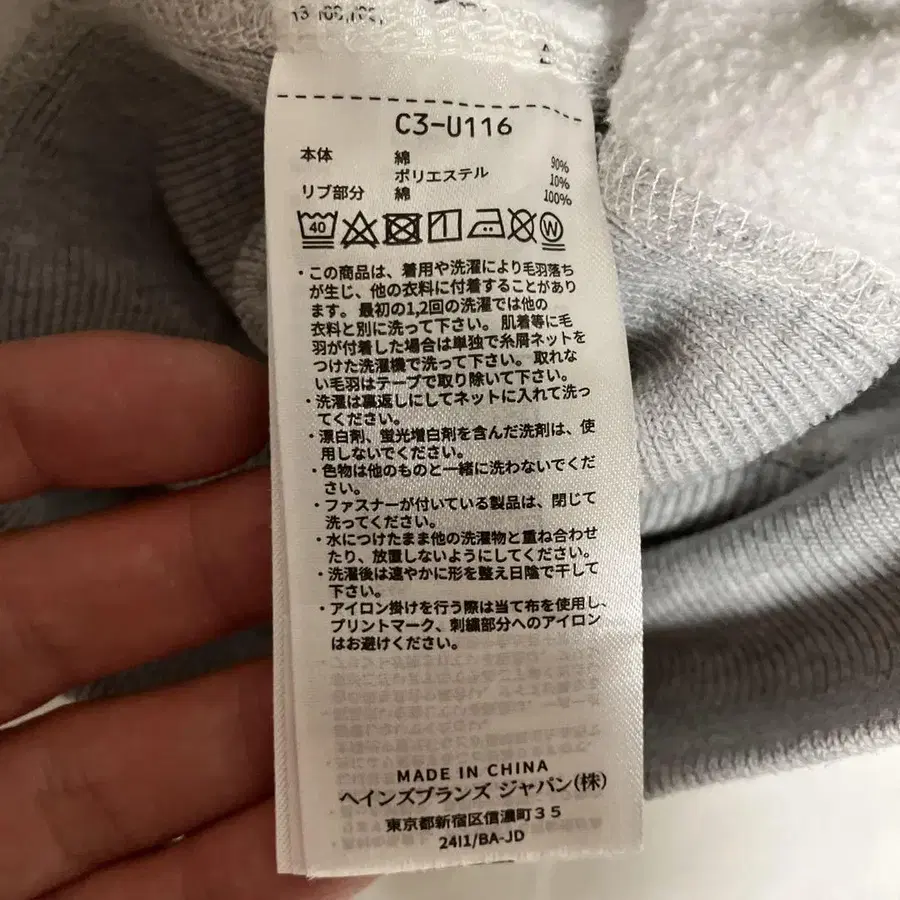 C3-U116
本体 綿 90%
ポリエステル 10%
リブ部分 綿 100%
40 W
・この商品は、着用や洗濯により毛羽落ち
が生じ、他の衣料に付着することがあり
ます。最初の1,2回の洗濯では他の
衣料と別に洗って下さい。肌着等に毛
羽が付着した場合は単独で糸屑ネットを
つけた洗濯機で洗って下さい。取れな
い毛羽はテープで取り除いて下さい。
・洗濯は裏返しにしてネットに入れて洗っ
てください。
・漂白剤、蛍光増白剤を含んだ洗剤は、使
用しないでください。
・色物は他のものと一緒に洗わないでくだ
さい。
・ファスナーが付いている製品は、閉じて
洗ってください。
・水につけたまま他の洗濯物と重ね合わせ
たり、放置しないようにしてください。
・洗濯後は速やかに形を整え日陰で干して
下さい。
・アイロン掛けを行う際は当て布を使用し、
プリントマーク、刺繍部分へのアイロン
はお避けください。
MADE IN CHINA
ヘインズブランズ ジャパン(株)
東京都新宿区信濃町35
24I1/BA-JD